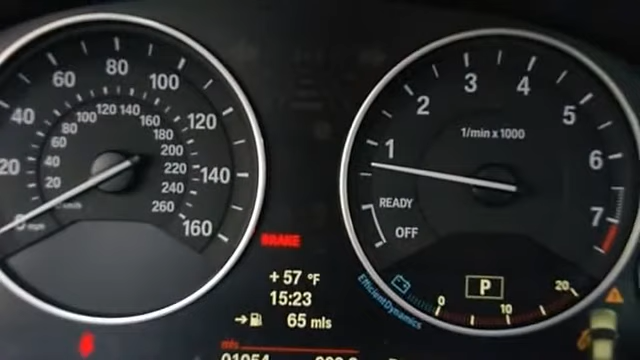 20 40 60 80 100 120 140 160
20 40 60 80 100 120 140 160 180 200 220 240 260
mph
BRAKE
+57 °F
15:23
65 mls
mls
01954
1 2 3 4 5 6 7
1/min x 1000
READY
OFF
EfficientDynamics
P
0 10 20